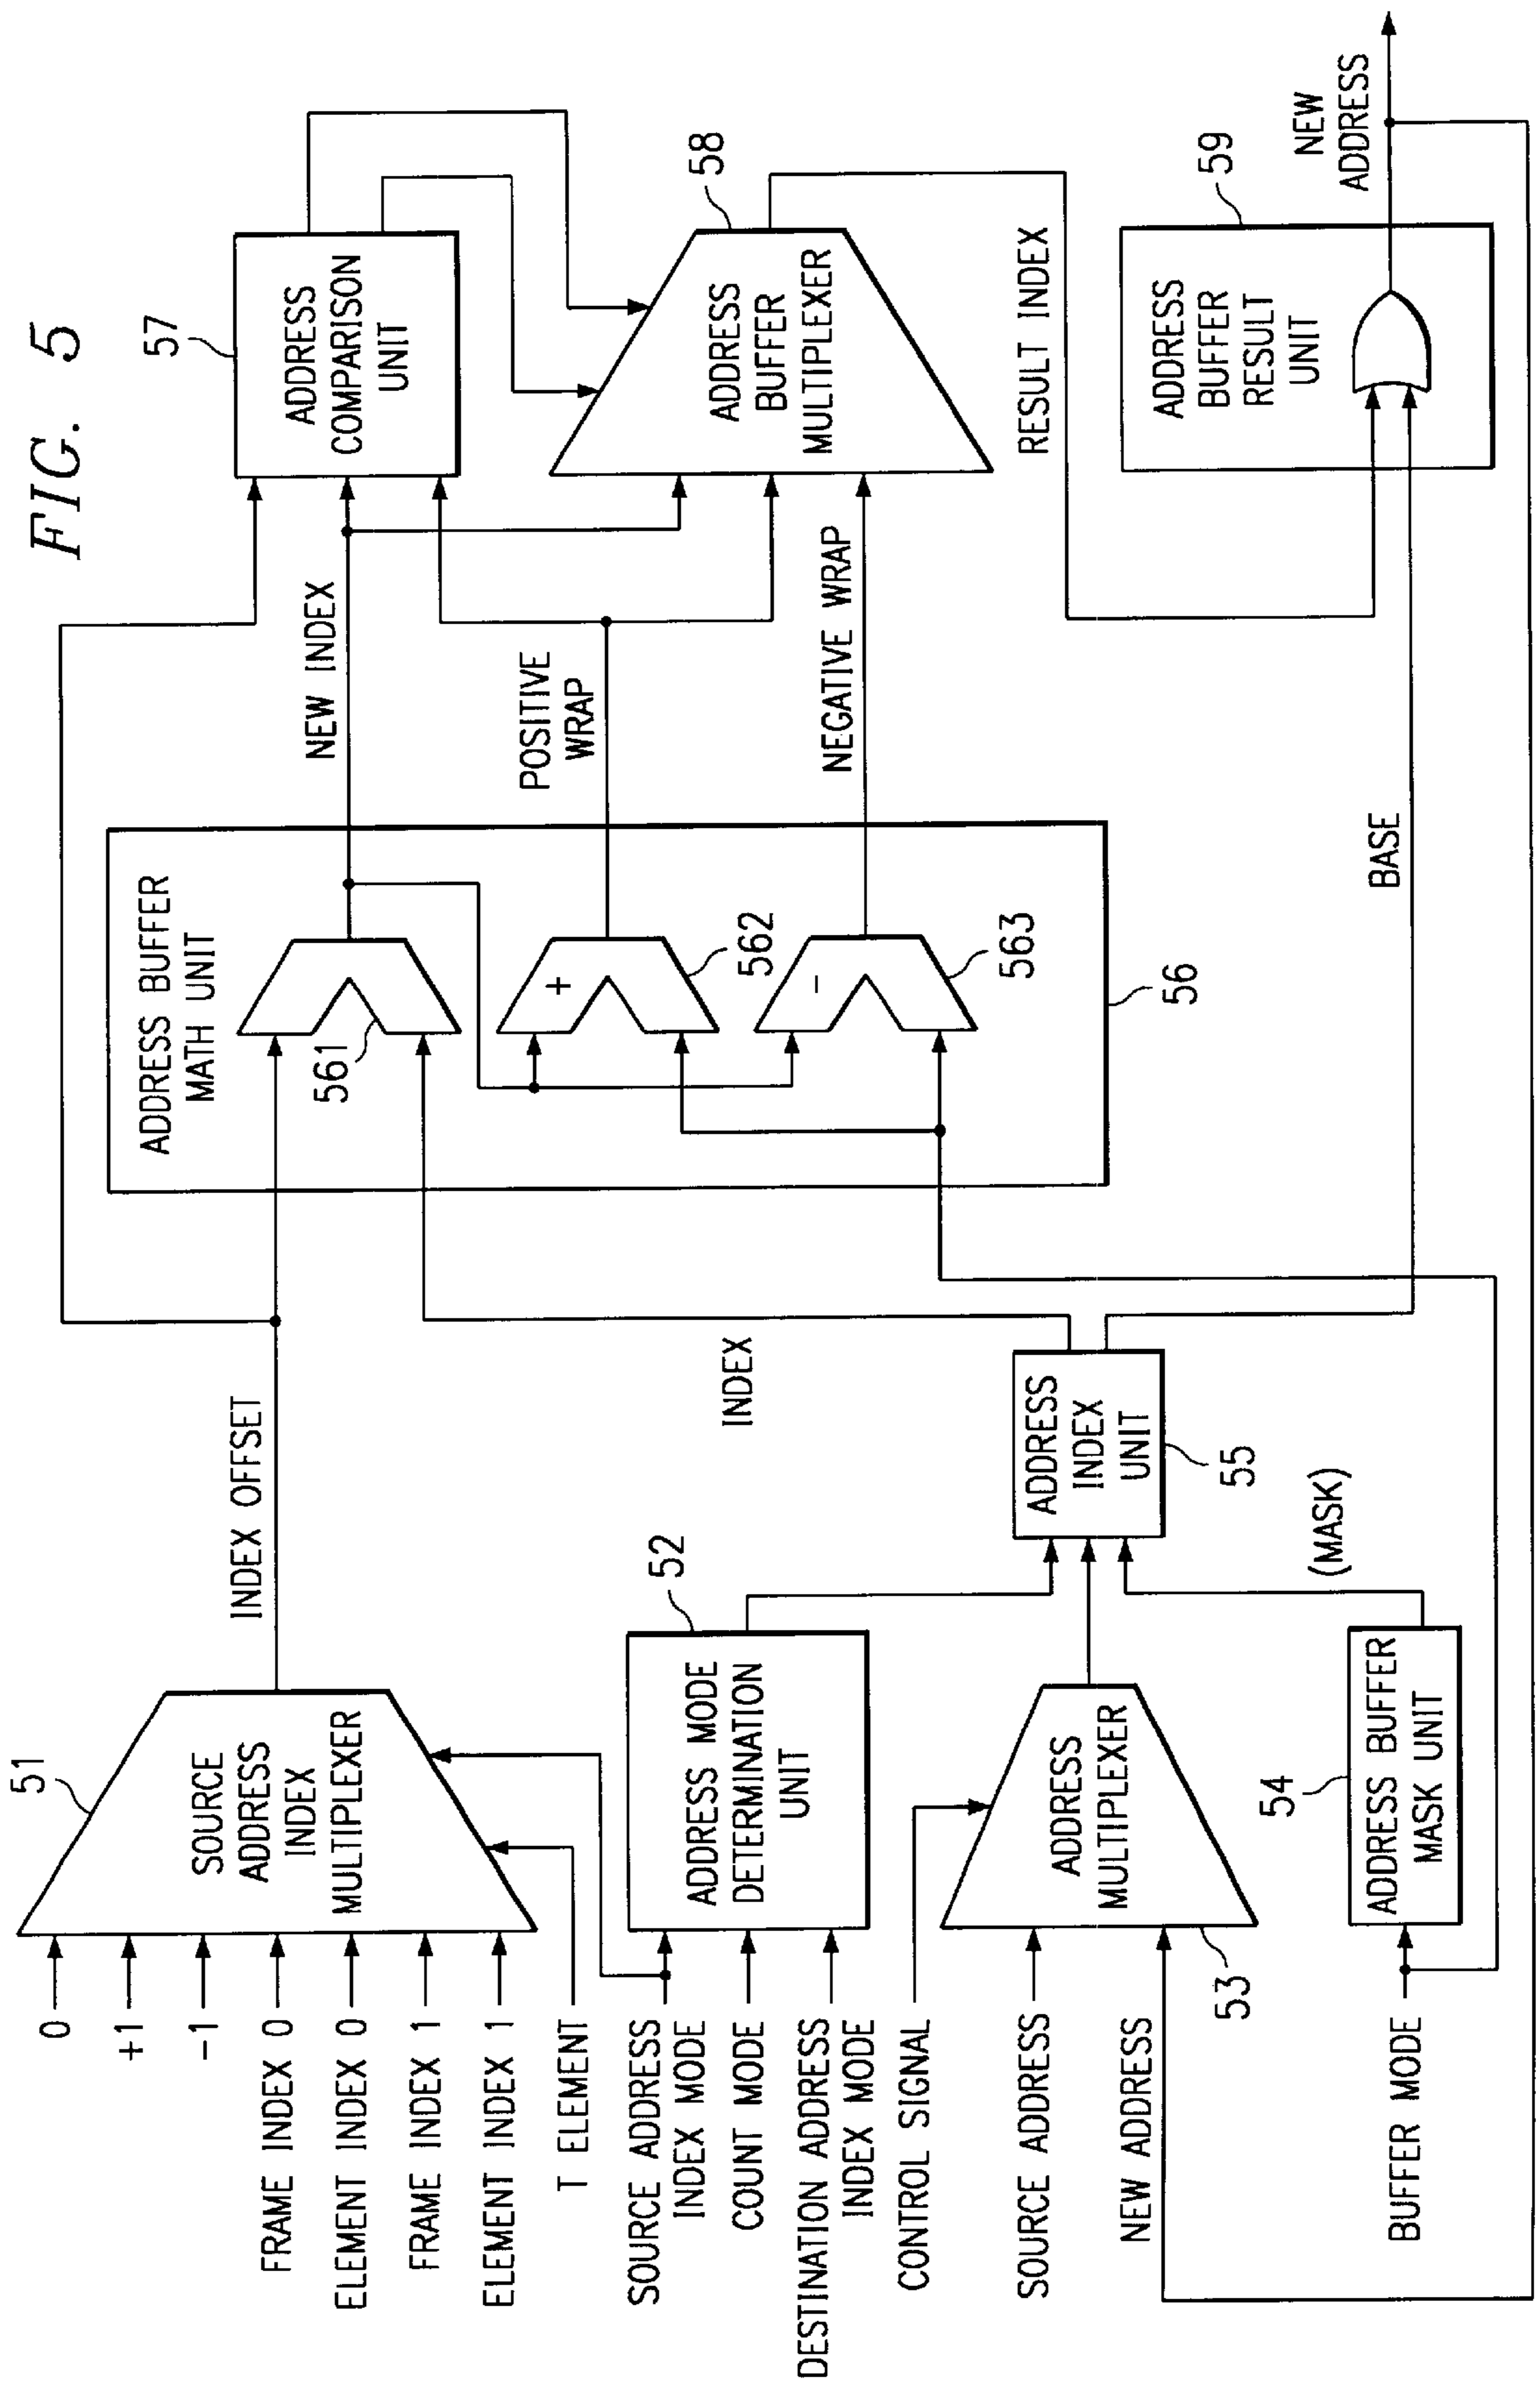 FIG. 5
51
SOURCE
ADDRESS
INDEX
MULTIPLEXER
0
+1
-1
FRAME INDEX 0
ELEMENT INDEX 0
FRAME INDEX 1
ELEMENT INDEX 1
T ELEMENT
SOURCE ADDRESS
INDEX MODE
COUNT MODE
DESTINATION ADDRESS
INDEX MODE
CONTROL SIGNAL
SOURCE ADDRESS
NEW ADDRESS
BUFFER MODE
52
ADDRESS MODE
DETERMINATION
UNIT
ADDRESS
MULTIPLEXER
53
54
ADDRESS BUFFER
MASK UNIT
INDEX OFFSET
INDEX
ADDRESS
INDEX
UNIT
55
(MASK)
ADDRESS BUFFER
MATH UNIT
561
+
562
-
563
56
NEW INDEX
POSITIVE
WRAP
NEGATIVE WRAP
BASE
57
ADDRESS
COMPARISON
UNIT
58
ADDRESS
BUFFER
MULTIPLEXER
RESULT INDEX
59
ADDRESS
BUFFER
RESULT
UNIT
NEW
ADDRESS